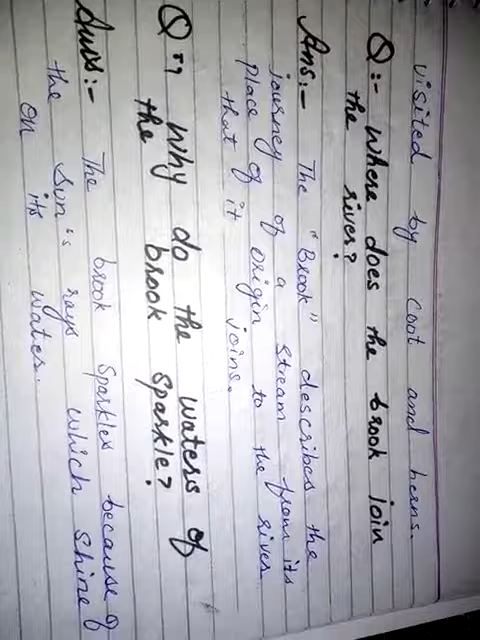 visited by coot and herns.
Q:- where does the brook join
the river?
Ans:- The "Brook" describes the
journey of a stream from its
place of origin to the river
that it joins.
Q:- Why do the waters of
the brook sparkle?
Ans:- The brook sparkles because of
the sun's rays which shine
on its water.